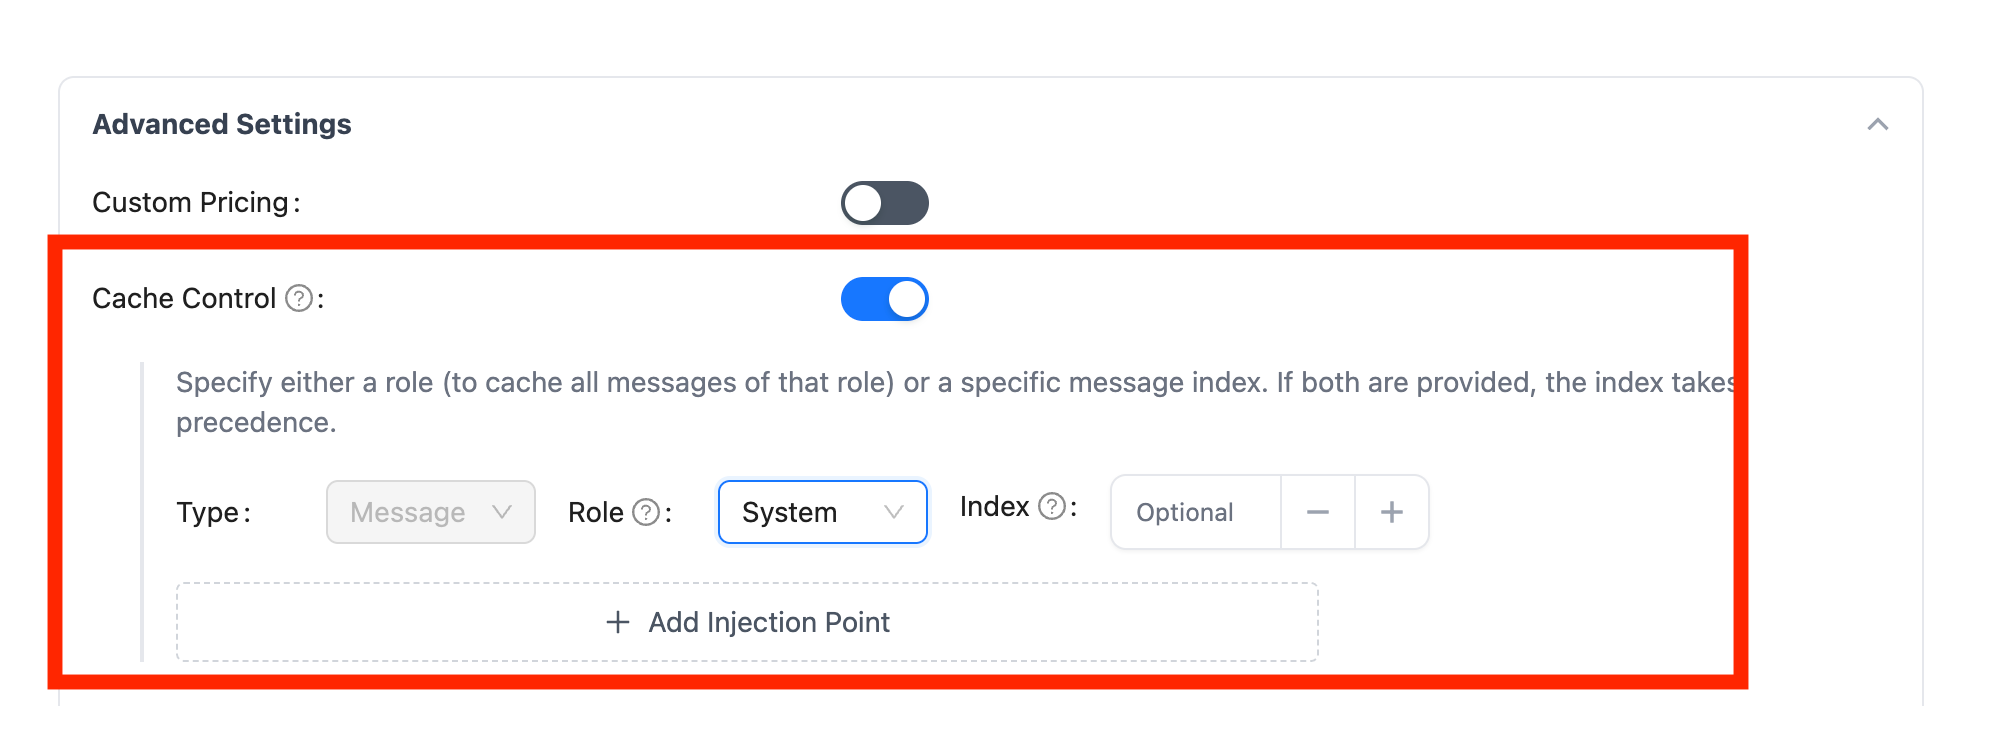 Advanced Settings
Custom Pricing:
Cache Control ? :
Specify either a role (to cache all messages of that role) or a specific message index. If both are provided, the index takes
precedence.
Type: Message Role ? : System Index ? : Optional − +
+ Add Injection Point